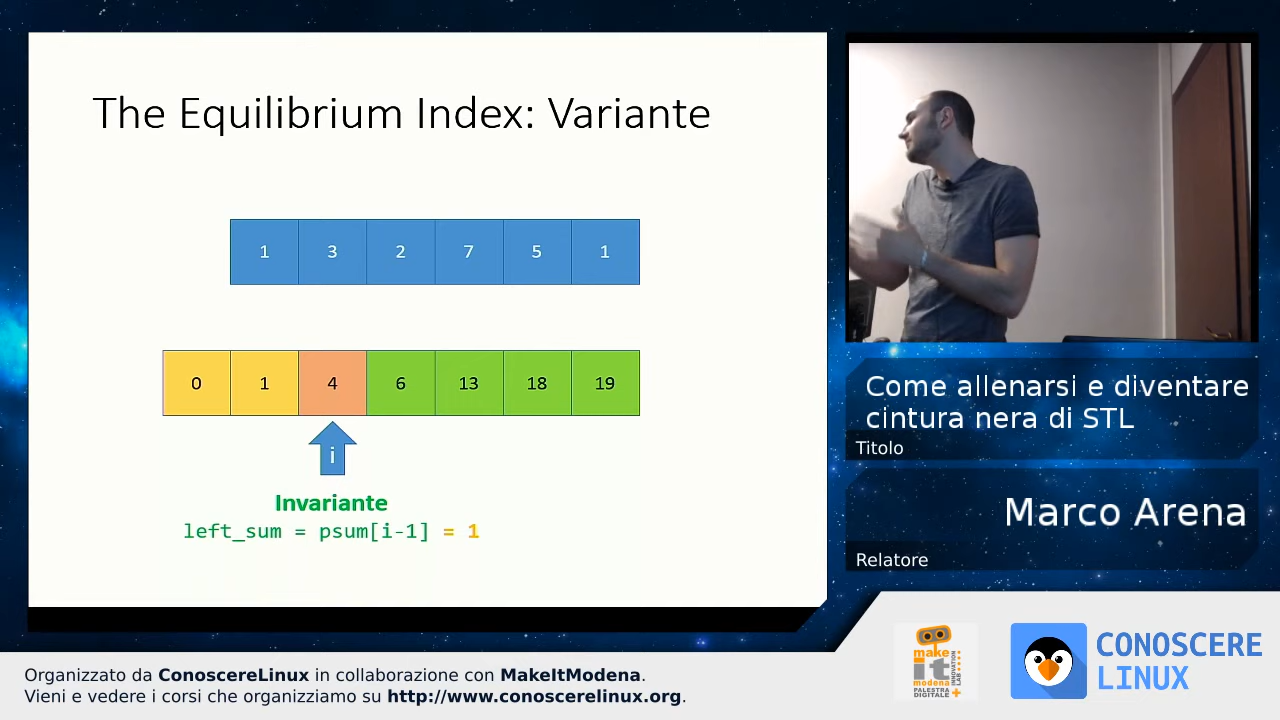 The Equilibrium Index: Variante
1 3 2 7 5 1
0 1 4 6 13 18 19
i
Invariante
left_sum = psum[i-1] = 1
Come allenarsi e diventare
cintura nera di STL
Titolo
Marco Arena
Relatore
make
it
modena
PALESTRA
DIGITALE
INNOVATION
LAB
CONOSCERE
LINUX
Organizzato da ConoscereLinux in collaborazione con MakeItModena.
Vieni e vedere i corsi che organizziamo su http://www.conoscerelinux.org.